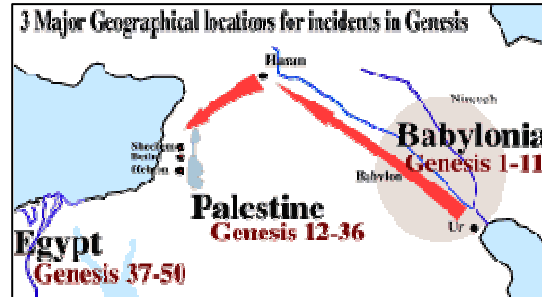 3 Major Geographical locations for incidents in Genesis
Haran
Nineveh
Babylonia
Genesis 1-11
Shechem
Bethel
Hebron
Babylon
Palestine
Genesis 12-36
Ur
Egypt
Genesis 37-50